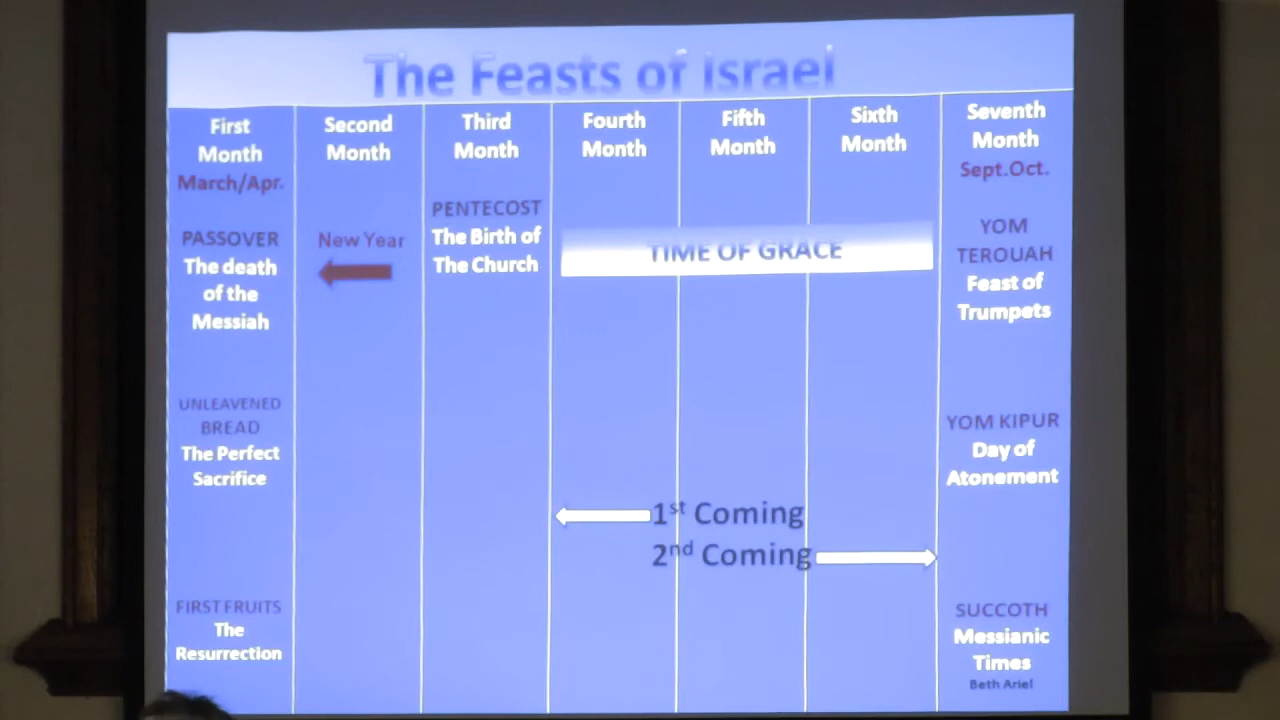 The Feasts of Israel
First
Month
March/Apr.
PASSOVER
The death
of the
Messiah
UNLEAVENED
BREAD
The Perfect
Sacrifice
FIRST FRUITS
The
Resurrection
Second
Month
New Year
Third
Month
PENTECOST
The Birth of
The Church
Fourth
Month
Fifth
Month
Sixth
Month
TIME OF GRACE
1st Coming
2nd Coming
Seventh
Month
Sept.Oct.
YOM
TEROUAH
Feast of
Trumpets
YOM KIPUR
Day of
Atonement
SUCCOTH
Messianic
Times
Beth Ariel